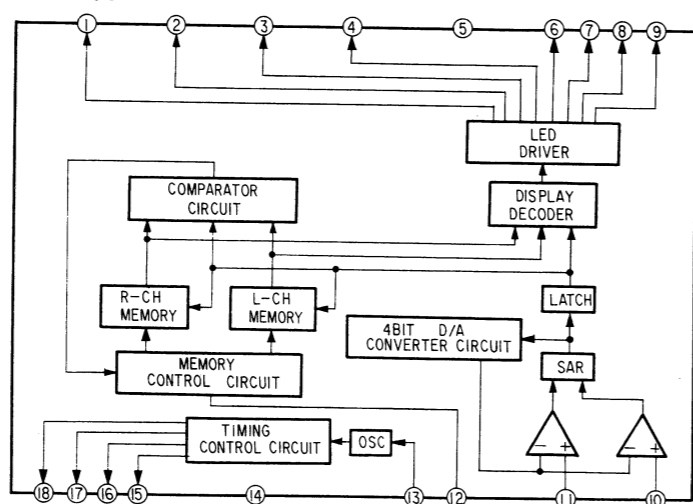 1 2 3 4 5 6 7 8 9
LED
DRIVER
COMPARATOR
CIRCUIT
DISPLAY
DECODER
R-CH
MEMORY
L-CH
MEMORY
LATCH
4BIT D/A
CONVERTER CIRCUIT
MEMORY
CONTROL CIRCUIT
SAR
TIMING
CONTROL CIRCUIT
OSC
- + - +
18 17 16 15 14 13 12 11 10